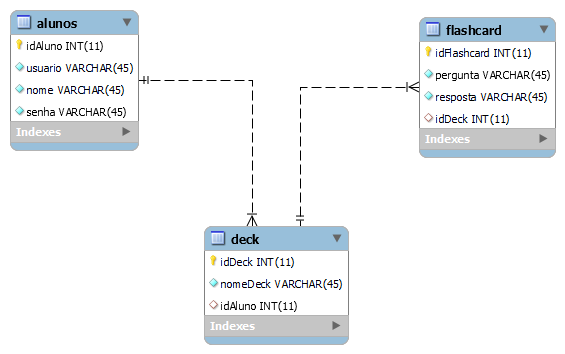 alunos
idAluno INT(11)
usuario VARCHAR(45)
nome VARCHAR(45)
senha VARCHAR(45)
Indexes
flashcard
idFlashcard INT(11)
pergunta VARCHAR(45)
resposta VARCHAR(45)
idDeck INT(11)
Indexes
deck
idDeck INT(11)
nomeDeck VARCHAR(45)
idAluno INT(11)
Indexes